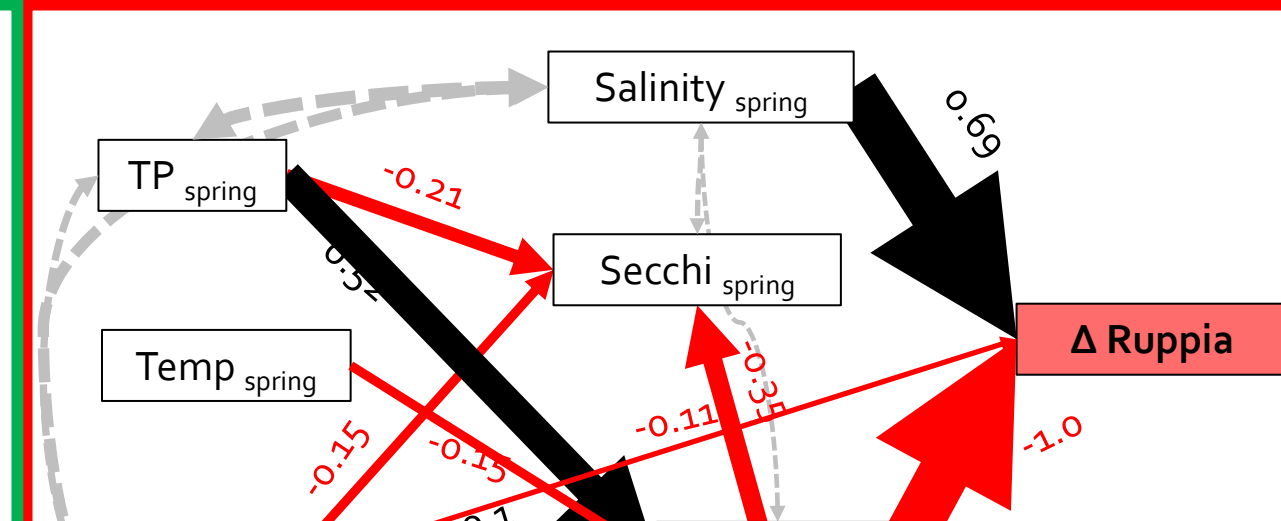 Salinity spring
0.69
TP spring
-0.21
0.52
Secchi spring
Δ Ruppia
Temp spring
-0.35
-0.11
-1.0
-0.15
-0.15